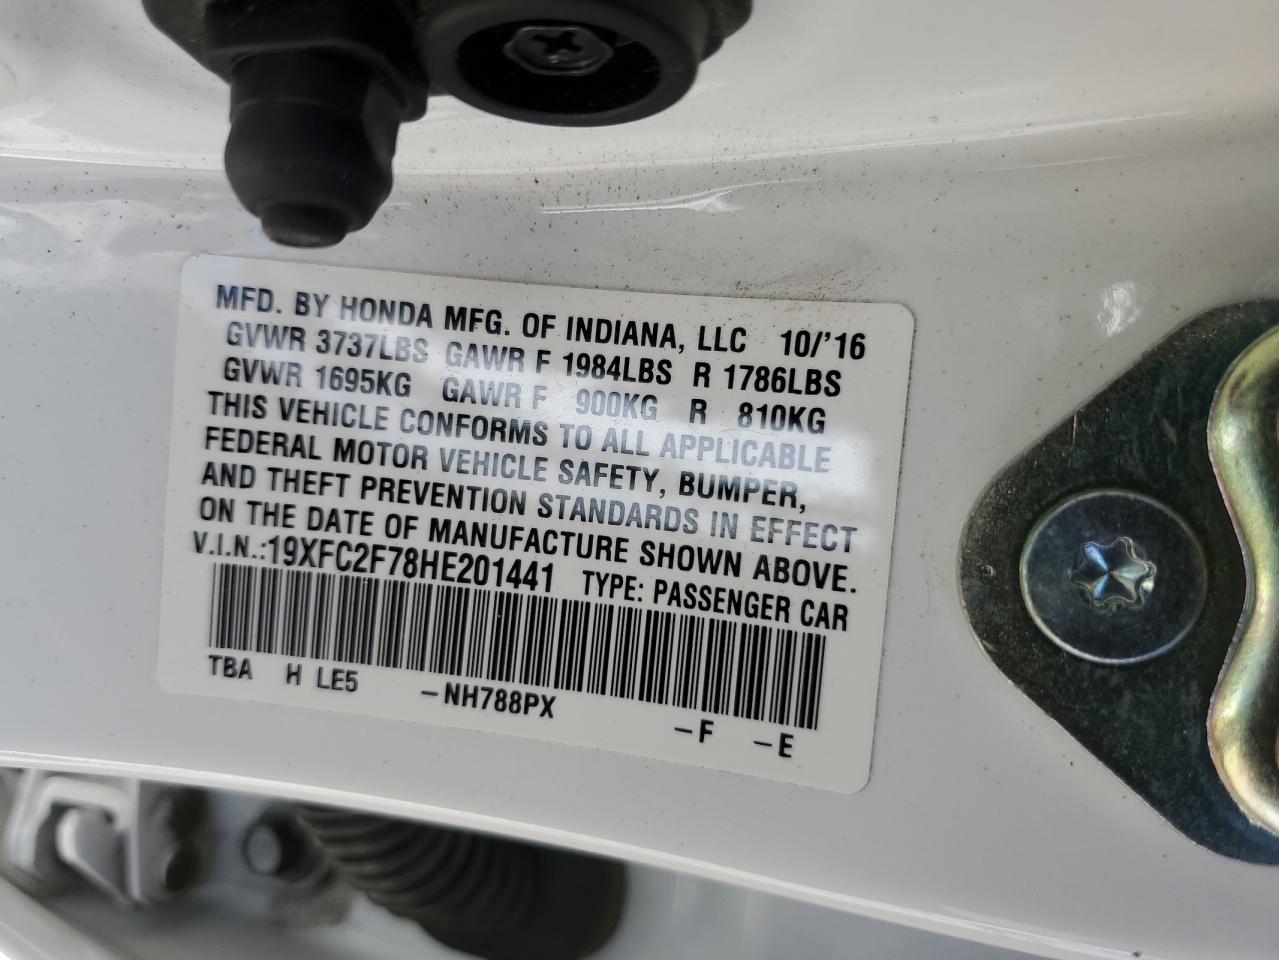 MFD. BY HONDA MFG. OF INDIANA, LLC 10/'16
GVWR 3737LBS GAWR F 1984LBS R 1786LBS
GVWR 1695KG GAWR F 900KG R 810KG
THIS VEHICLE CONFORMS TO ALL APPLICABLE
FEDERAL MOTOR VEHICLE SAFETY, BUMPER,
AND THEFT PREVENTION STANDARDS IN EFFECT
ON THE DATE OF MANUFACTURE SHOWN ABOVE.
V.I.N.:19XFC2F78HE201441 TYPE: PASSENGER CAR
TBA H LE5 -NH788PX -F -E